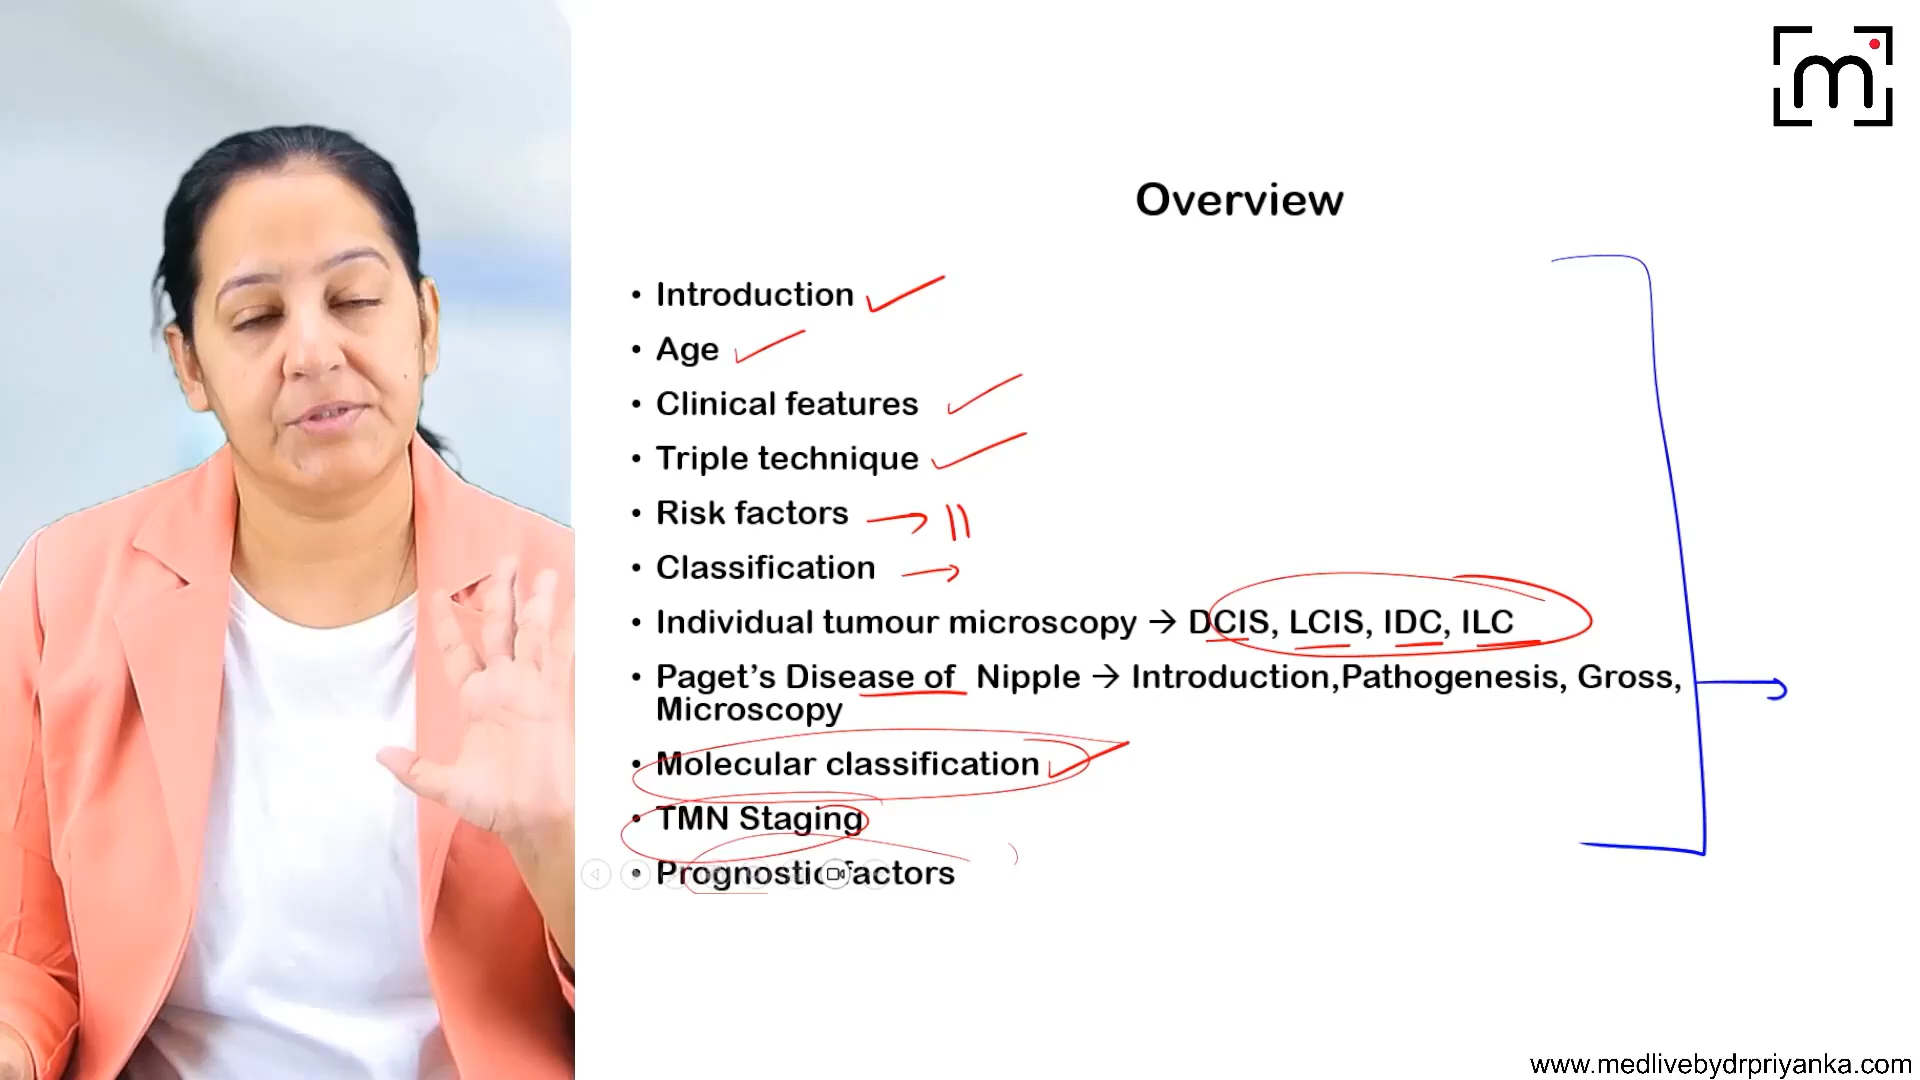 m
Overview
• Introduction
• Age
• Clinical features
• Triple technique
• Risk factors
• Classification
• Individual tumour microscopy → DCIS, LCIS, IDC, ILC
• Paget's Disease of Nipple → Introduction,Pathogenesis, Gross,
Microscopy
• Molecular classification
• TMN Staging
• Prognostic factors
www.medlivebydrpriyanka.com